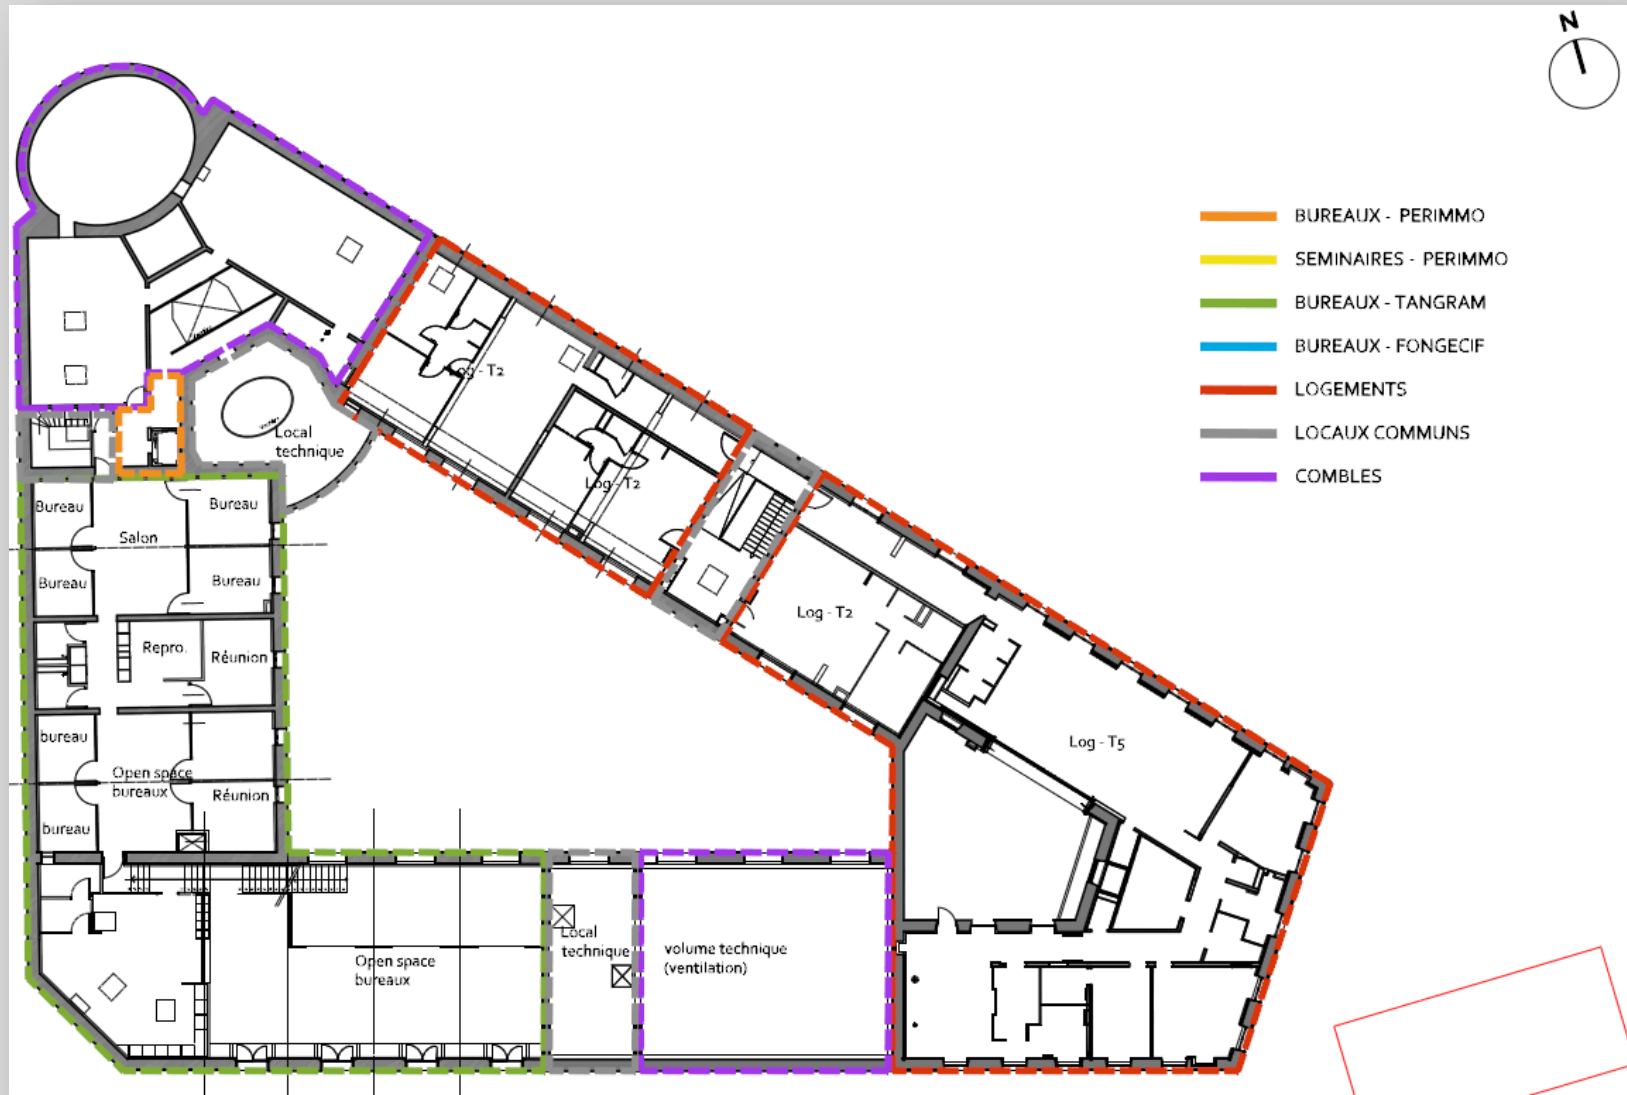 N
BUREAUX - PERIMMO
SEMINAIRES - PERIMMO
BUREAUX - TANGRAM
BUREAUX - FONGECIF
LOGEMENTS
LOCAUX COMMUNS
COMBLES
Log - T2
Local
technique
Log - T2
Bureau
Bureau
Salon
Bureau
Bureau
Log - T2
Repro.
Réunion
bureau
Log - T5
Open space
bureaux
Réunion
bureau
Local
technique
volume technique
(ventilation)
Open space
bureaux